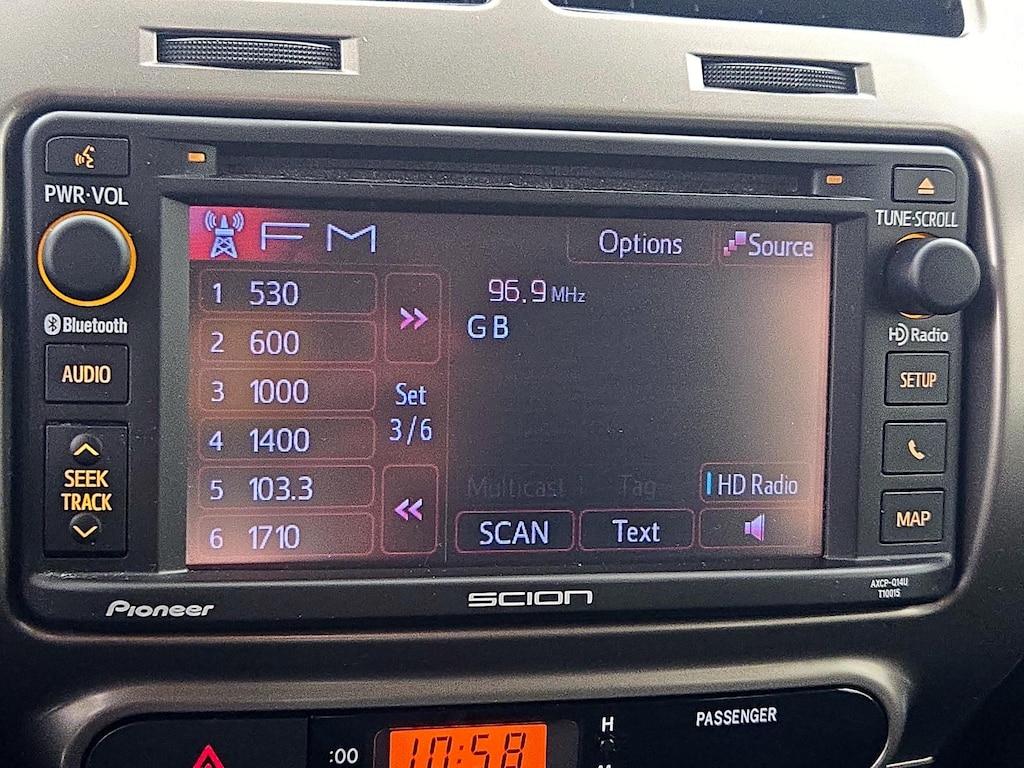 PWR·VOL
Bluetooth
AUDIO
SEEK
TRACK
FM
Options
Source
1 530
2 600
3 1000
4 1400
5 103.3
6 1710
Set
3/6
96.9 MHz
GB
Multicast
Tag
HD Radio
SCAN
Text
TUNE·SCROLL
HD Radio
SETUP
MAP
Pioneer
SCION
AXCP-Q14U
T10015
:00
10:58
H
PASSENGER